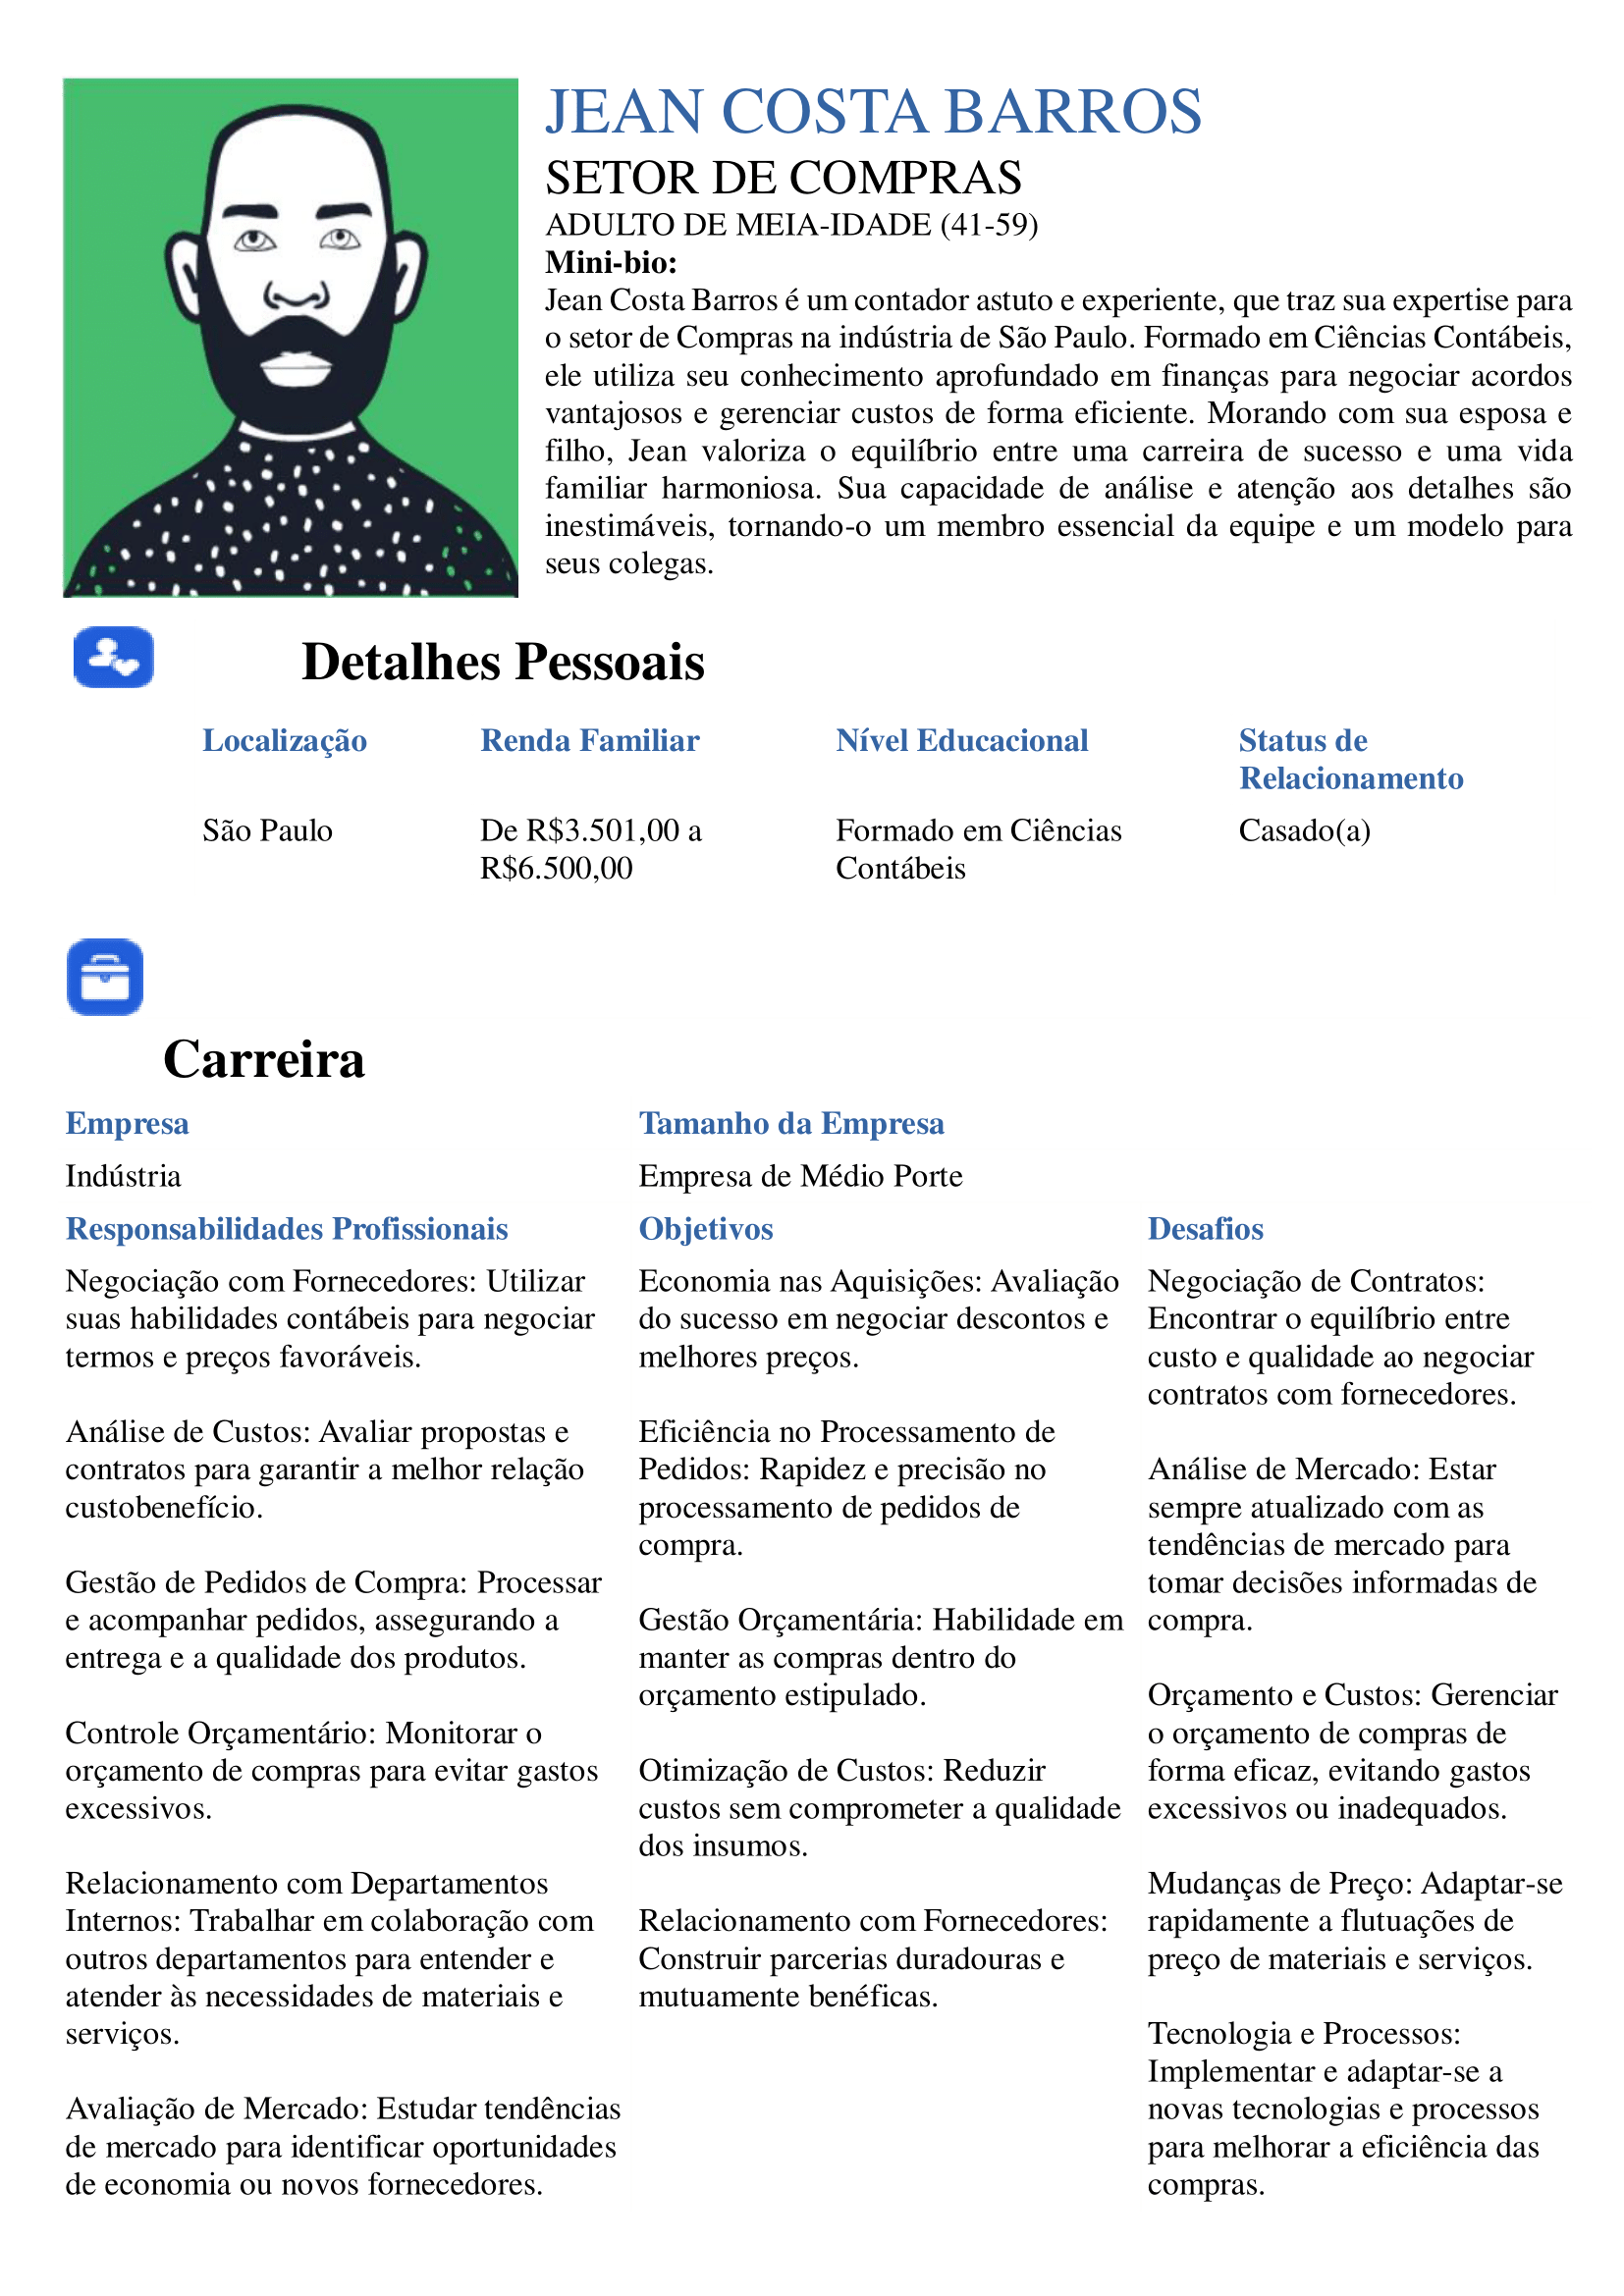 JEAN COSTA BARROS
SETOR DE COMPRAS
ADULTO DE MEIA-IDADE (41-59)
Mini-bio:
Jean Costa Barros é um contador astuto e experiente, que traz sua expertise para
o setor de Compras na indústria de São Paulo. Formado em Ciências Contábeis,
ele utiliza seu conhecimento aprofundado em finanças para negociar acordos
vantajosos e gerenciar custos de forma eficiente. Morando com sua esposa e
filho, Jean valoriza o equilíbrio entre uma carreira de sucesso e uma vida
familiar harmoniosa. Sua capacidade de análise e atenção aos detalhes são
inestimáveis, tornando-o um membro essencial da equipe e um modelo para
seus colegas.
Detalhes Pessoais
Localização
São Paulo
Renda Familiar
De R$3.501,00 a
R$6.500,00
Nível Educacional
Formado em Ciências
Contábeis
Status de
Relacionamento
Casado(a)
Carreira
Empresa
Indústria
Tamanho da Empresa
Empresa de Médio Porte
Responsabilidades Profissionais
Negociação com Fornecedores: Utilizar
suas habilidades contábeis para negociar
termos e preços favoráveis.
Análise de Custos: Avaliar propostas e
contratos para garantir a melhor relação
custobenefício.
Gestão de Pedidos de Compra: Processar
e acompanhar pedidos, assegurando a
entrega e a qualidade dos produtos.
Controle Orçamentário: Monitorar o
orçamento de compras para evitar gastos
excessivos.
Relacionamento com Departamentos
Internos: Trabalhar em colaboração com
outros departamentos para entender e
atender às necessidades de materiais e
serviços.
Avaliação de Mercado: Estudar tendências
de mercado para identificar oportunidades
de economia ou novos fornecedores.
Objetivos
Economia nas Aquisições: Avaliação
do sucesso em negociar descontos e
melhores preços.
Eficiência no Processamento de
Pedidos: Rapidez e precisão no
processamento de pedidos de
compra.
Gestão Orçamentária: Habilidade em
manter as compras dentro do
orçamento estipulado.
Otimização de Custos: Reduzir
custos sem comprometer a qualidade
dos insumos.
Relacionamento com Fornecedores:
Construir parcerias duradouras e
mutuamente benéficas.
Desafios
Negociação de Contratos:
Encontrar o equilíbrio entre
custo e qualidade ao negociar
contratos com fornecedores.
Análise de Mercado: Estar
sempre atualizado com as
tendências de mercado para
tomar decisões informadas de
compra.
Orçamento e Custos: Gerenciar
o orçamento de compras de
forma eficaz, evitando gastos
excessivos ou inadequados.
Mudanças de Preço: Adaptar-se
rapidamente a flutuações de
preço de materiais e serviços.
Tecnologia e Processos:
Implementar e adaptar-se a
novas tecnologias e processos
para melhorar a eficiência das
compras.